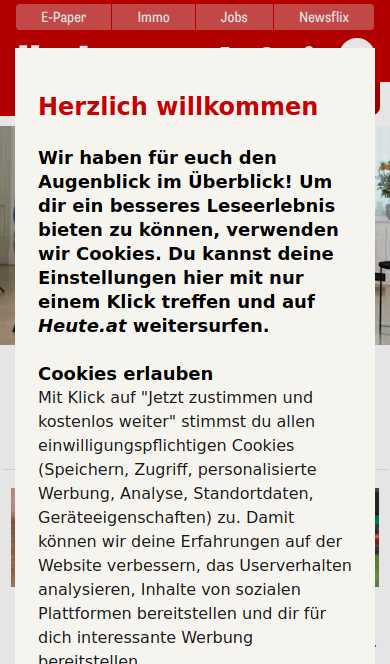 E-Paper
Immo
Jobs
Newsflix
Herzlich willkommen
Wir haben für euch den
Augenblick im Überblick! Um
dir ein besseres Leseerlebnis
bieten zu können, verwenden
wir Cookies. Du kannst deine
Einstellungen hier mit nur
einem Klick treffen und auf
Heute.at weitersurfen.
Cookies erlauben
Mit Klick auf "Jetzt zustimmen und
kostenlos weiter" stimmst du allen
einwilligungspflichtigen Cookies
(Speichern, Zugriff, personalisierte
Werbung, Analyse, Standortdaten,
Geräteeigenschaften) zu. Damit
können wir deine Erfahrungen auf der
Website verbessern, das Userverhalten
analysieren, Inhalte von sozialen
Plattformen bereitstellen und dir für
dich interessante Werbung
bereitstellen